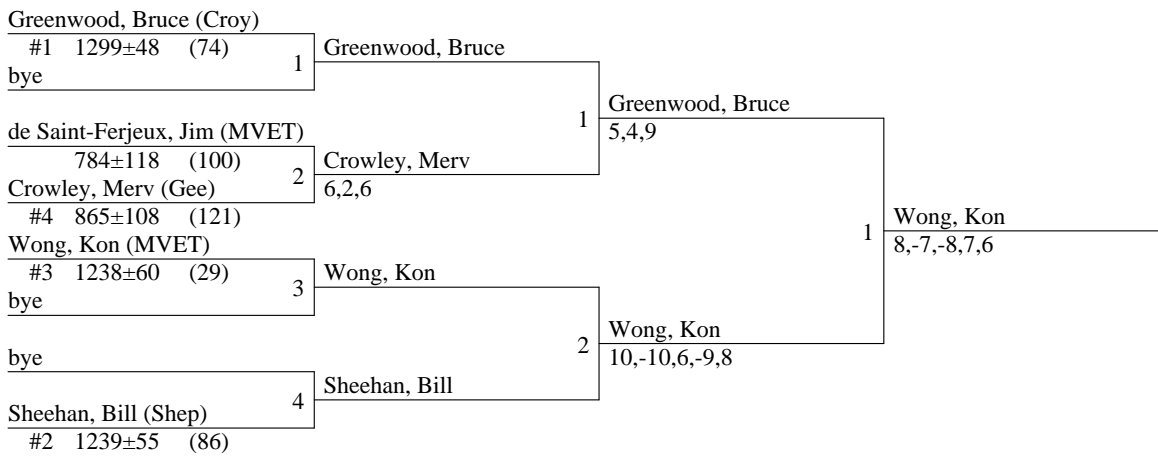 Greenwood, Bruce (Croy)
#1 1299±48 (74)
bye
1
Greenwood, Bruce
de Saint-Ferjeux, Jim (MVET)
784±118 (100)
Crowley, Merv (Gee)
#4 865±108 (121)
2
Crowley, Merv
6,2,6
1
Greenwood, Bruce
5,4,9
Wong, Kon (MVET)
#3 1238±60 (29)
bye
3
Wong, Kon
bye
Sheehan, Bill (Shep)
#2 1239±55 (86)
4
Sheehan, Bill
2
Wong, Kon
10,-10,6,-9,8
1
Wong, Kon
8,-7,-8,7,6